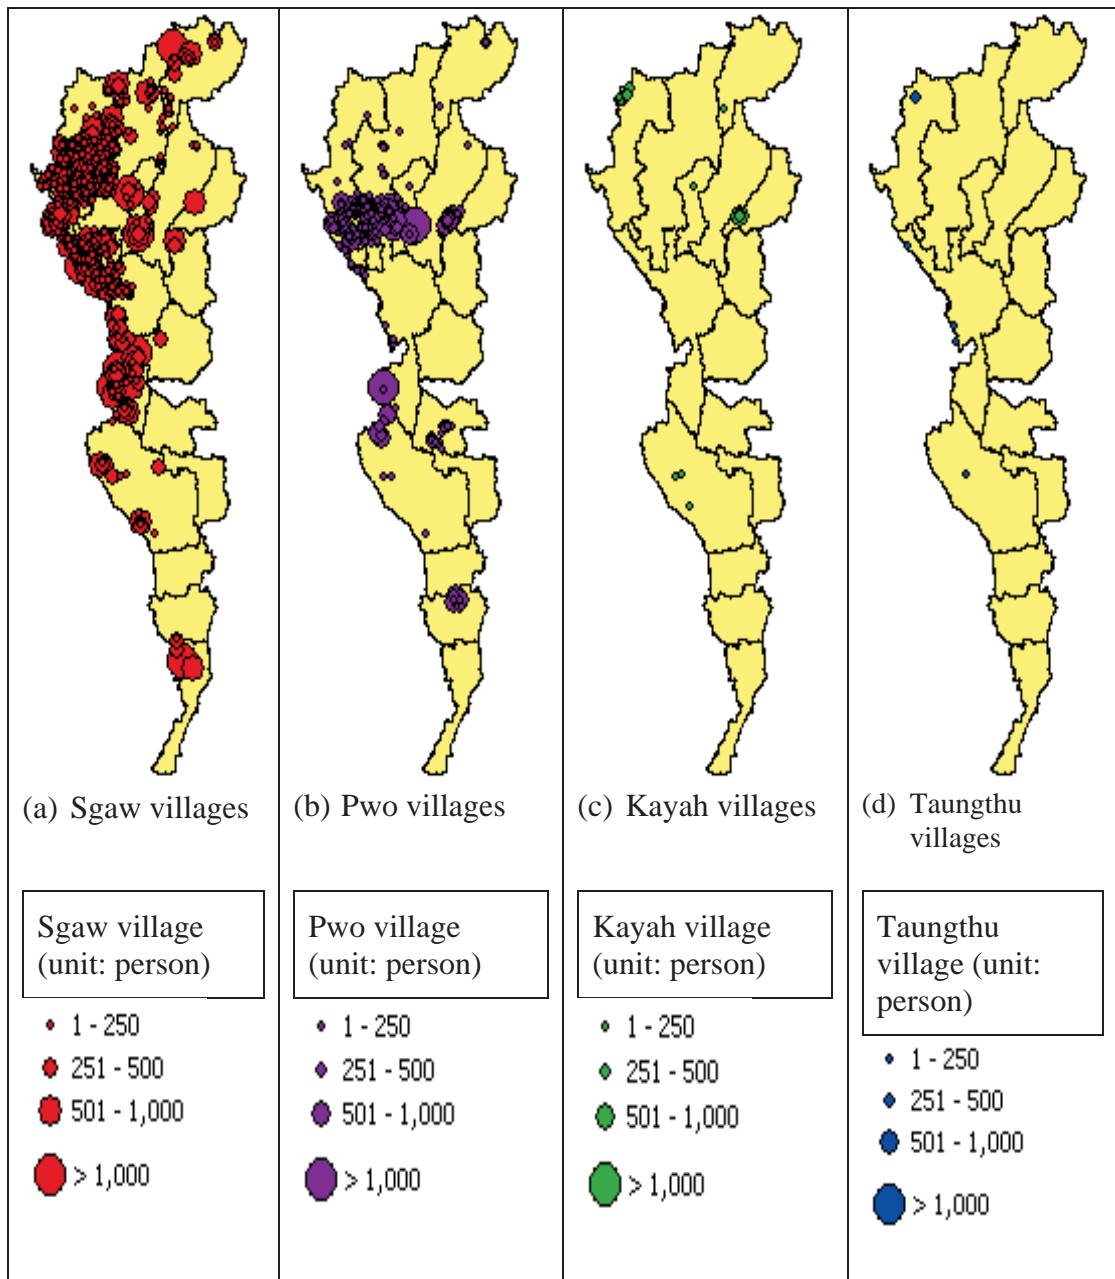 (a) Sgaw villages
(b) Pwo villages
(c) Kayah villages
(d) Taungthu
villages
Sgaw village
(unit: person)
1 - 250
251 - 500
501 - 1,000
> 1,000
Pwo village
(unit: person)
1 - 250
251 - 500
501 - 1,000
> 1,000
Kayah village
(unit: person)
1 - 250
251 - 500
501 - 1,000
> 1,000
Taungthu
village (unit:
person)
1 - 250
251 - 500
501 - 1,000
> 1,000